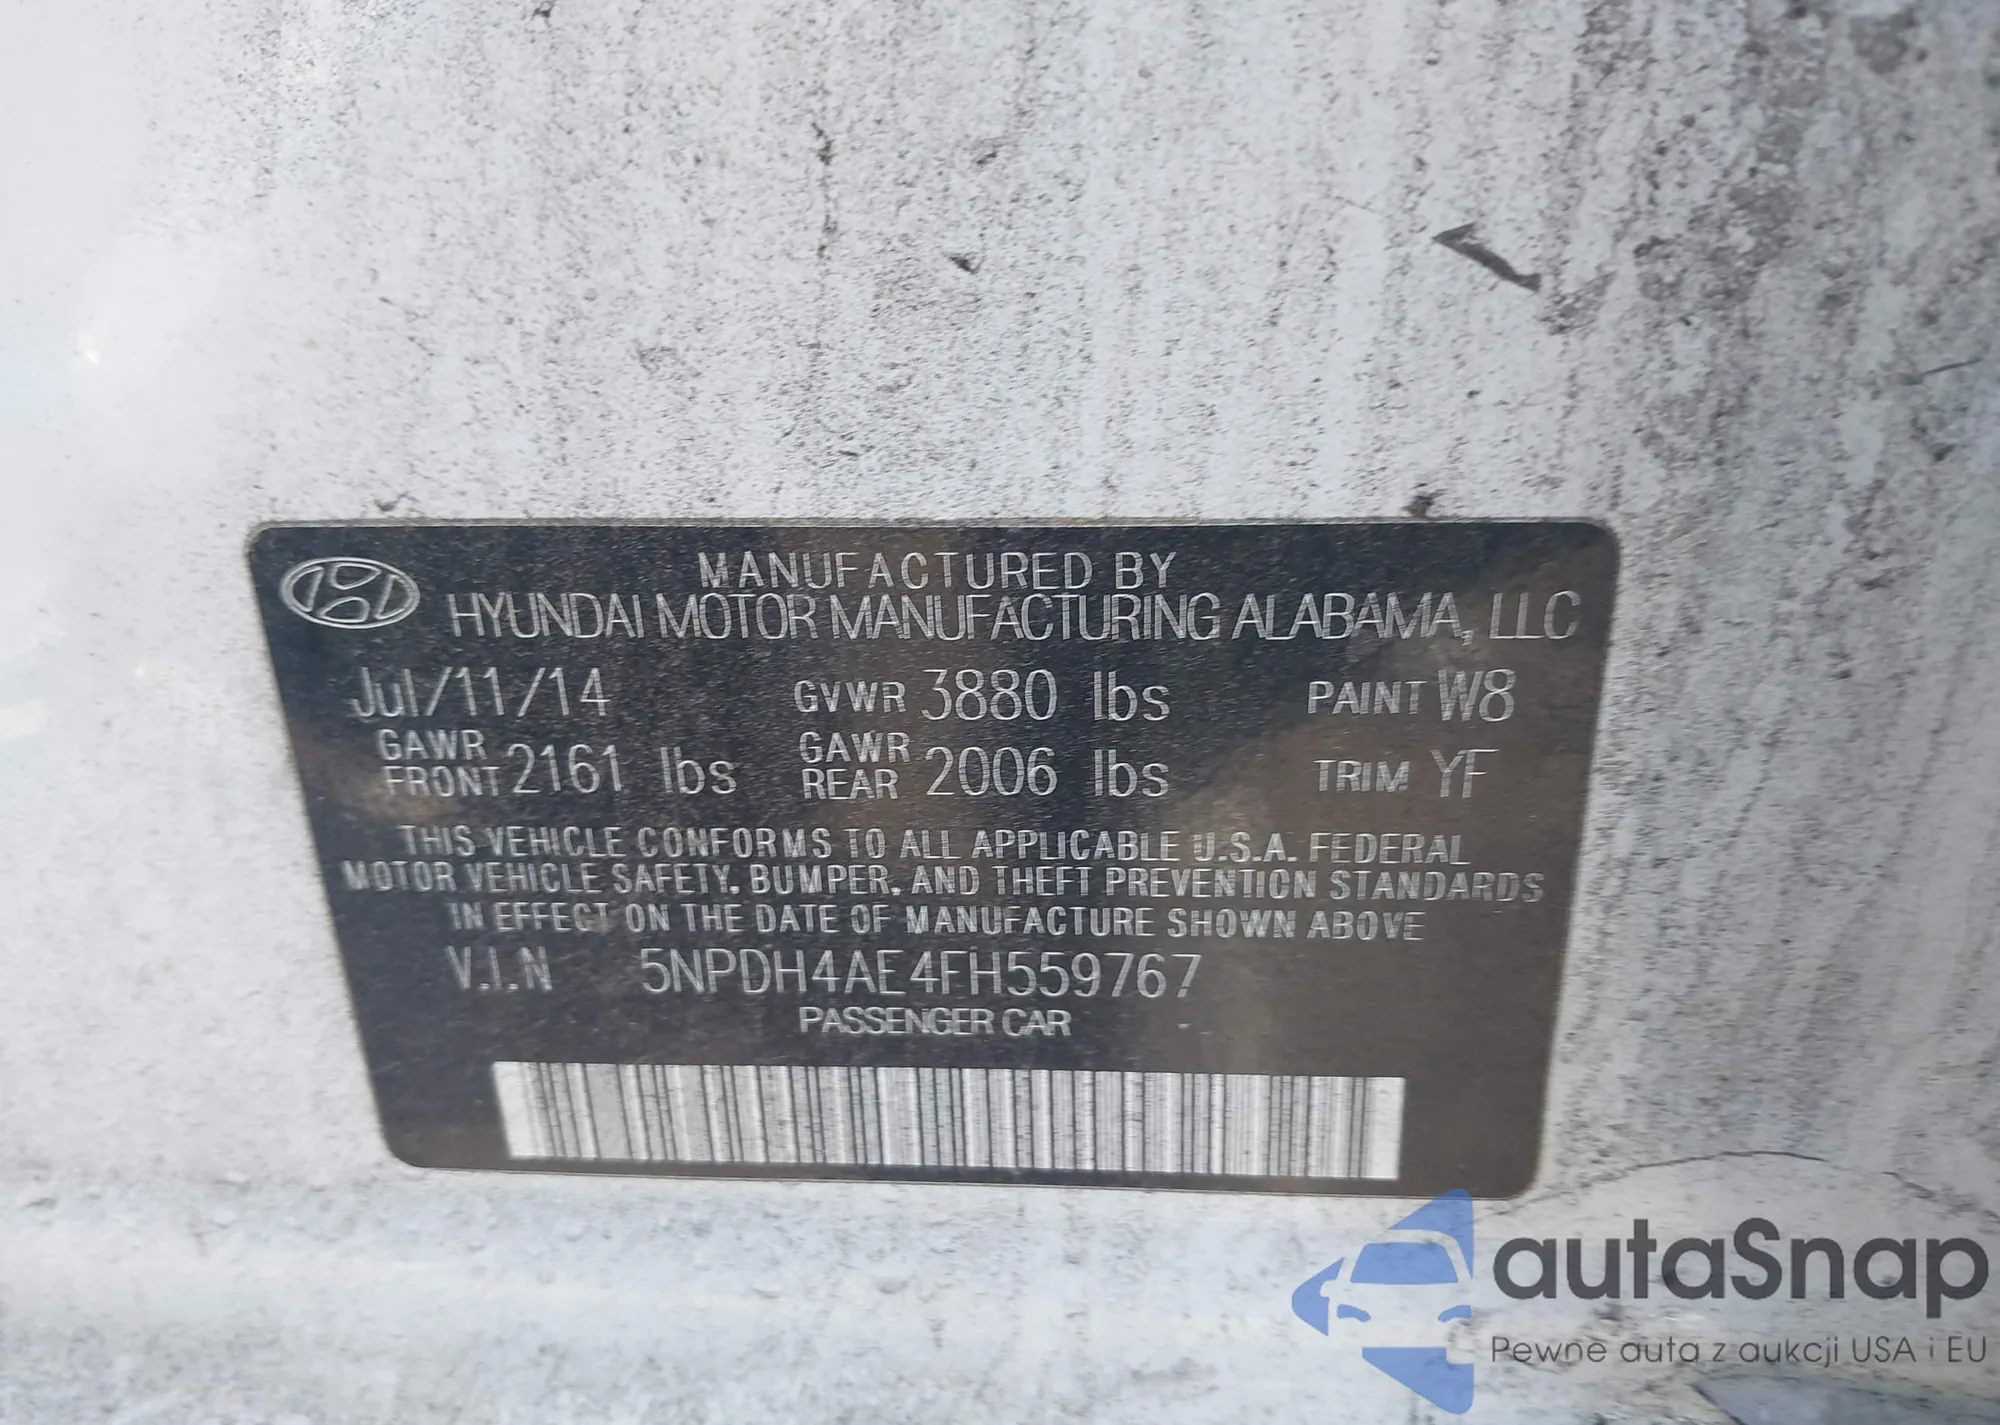 MANUFACTURED BY
HYUNDAI MOTOR MANUFACTURING ALABAMA, LLC
Jul/11/14 GVWR 3880 lbs PAINT W8
GAWR FRONT 2161 lbs GAWR REAR 2006 lbs TRIM YF
THIS VEHICLE CONFORMS TO ALL APPLICABLE U.S.A. FEDERAL
MOTOR VEHICLE SAFETY, BUMPER, AND THEFT PREVENTION STANDARDS
IN EFFECT ON THE DATE OF MANUFACTURE SHOWN ABOVE
V.I.N 5NPDH4AE4FH559767
PASSENGER CAR
autaSnap
Pewne auta z aukcji USA i EU